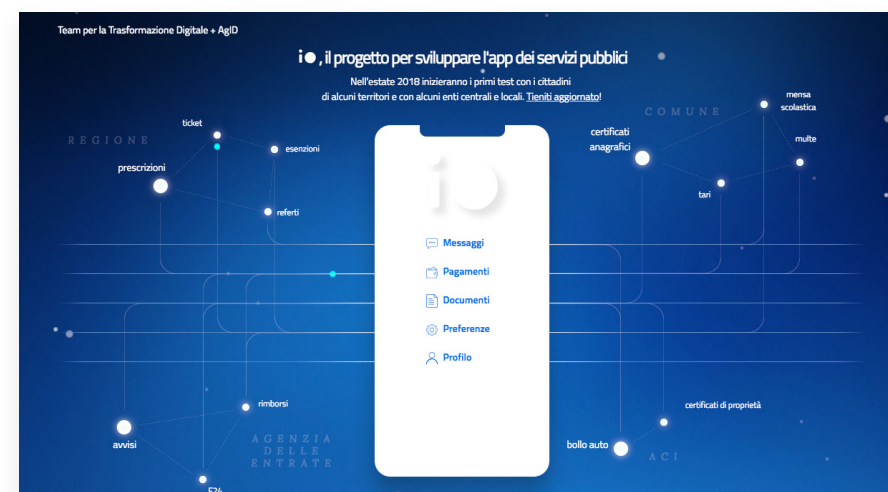 Team per la Trasformazione Digitale + AgID
io, il progetto per sviluppare l'app dei servizi pubblici
Nell'estate 2018 inizieranno i primi test con i cittadini
di alcuni territori e con alcuni enti centrali e locali. Tieniti aggiornato!
REGIONE
ticket
esenzioni
prescrizioni
referti
COMUNE
mensa
scolastica
certificati
anagrafici
multe
tari
io
Messaggi
Pagamenti
Documenti
Preferenze
Profilo
rimborsi
avvisi
AGENZIA
DELLE
ENTRATE
F24
certificati di proprietà
bollo auto
ACI